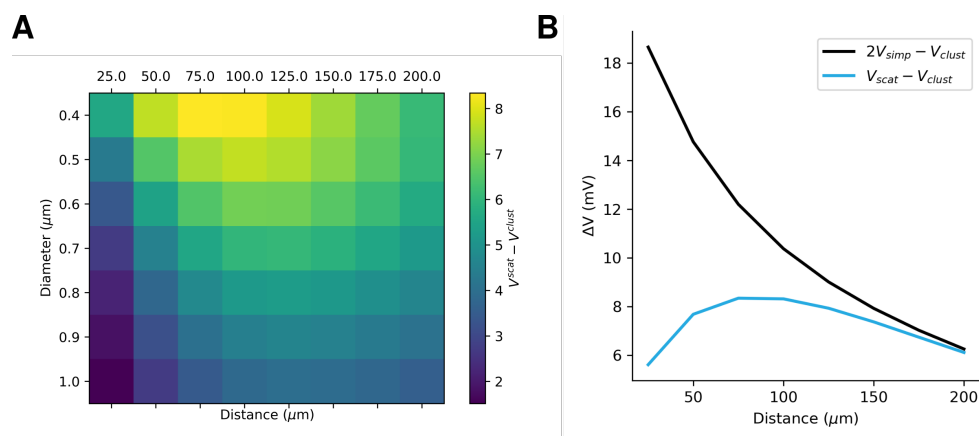 A
25.0 50.0 75.0 100.0 125.0 150.0 175.0 200.0
0.4
0.5
0.6
0.7
0.8
0.9
1.0
Diameter (μm)
Distance (μm)
8
7
6
5
4
3
2
V^scat − V^clust
B
2V_simp − V_clust
V_scat − V_clust
18
16
14
12
10
8
6
ΔV (mV)
50 100 150 200
Distance (μm)